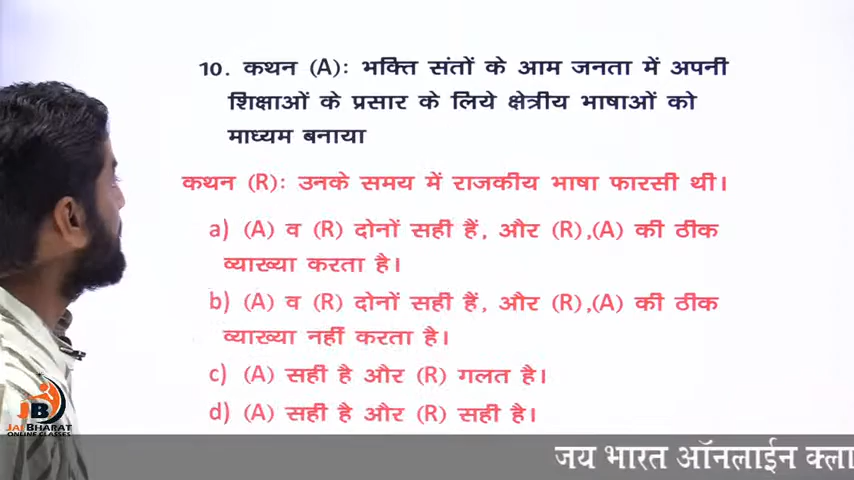 10. कथन (A): भक्ति संतों के आम जनता में अपनी
शिक्षाओं के प्रसार के लिये क्षेत्रीय भाषाओं को
माध्यम बनाया
कथन (R): उनके समय में राजकीय भाषा फारसी थी।
a) (A) व (R) दोनों सही हैं, और (R),(A) की ठीक
व्याख्या करता है।
b) (A) व (R) दोनों सही हैं, और (R),(A) की ठीक
व्याख्या नहीं करता है।
c) (A) सही है और (R) गलत है।
d) (A) सही है और (R) सही है।
JB
JAI BHARAT
ONLINE CLASSES
जय भारत ऑनलाईन क्ला